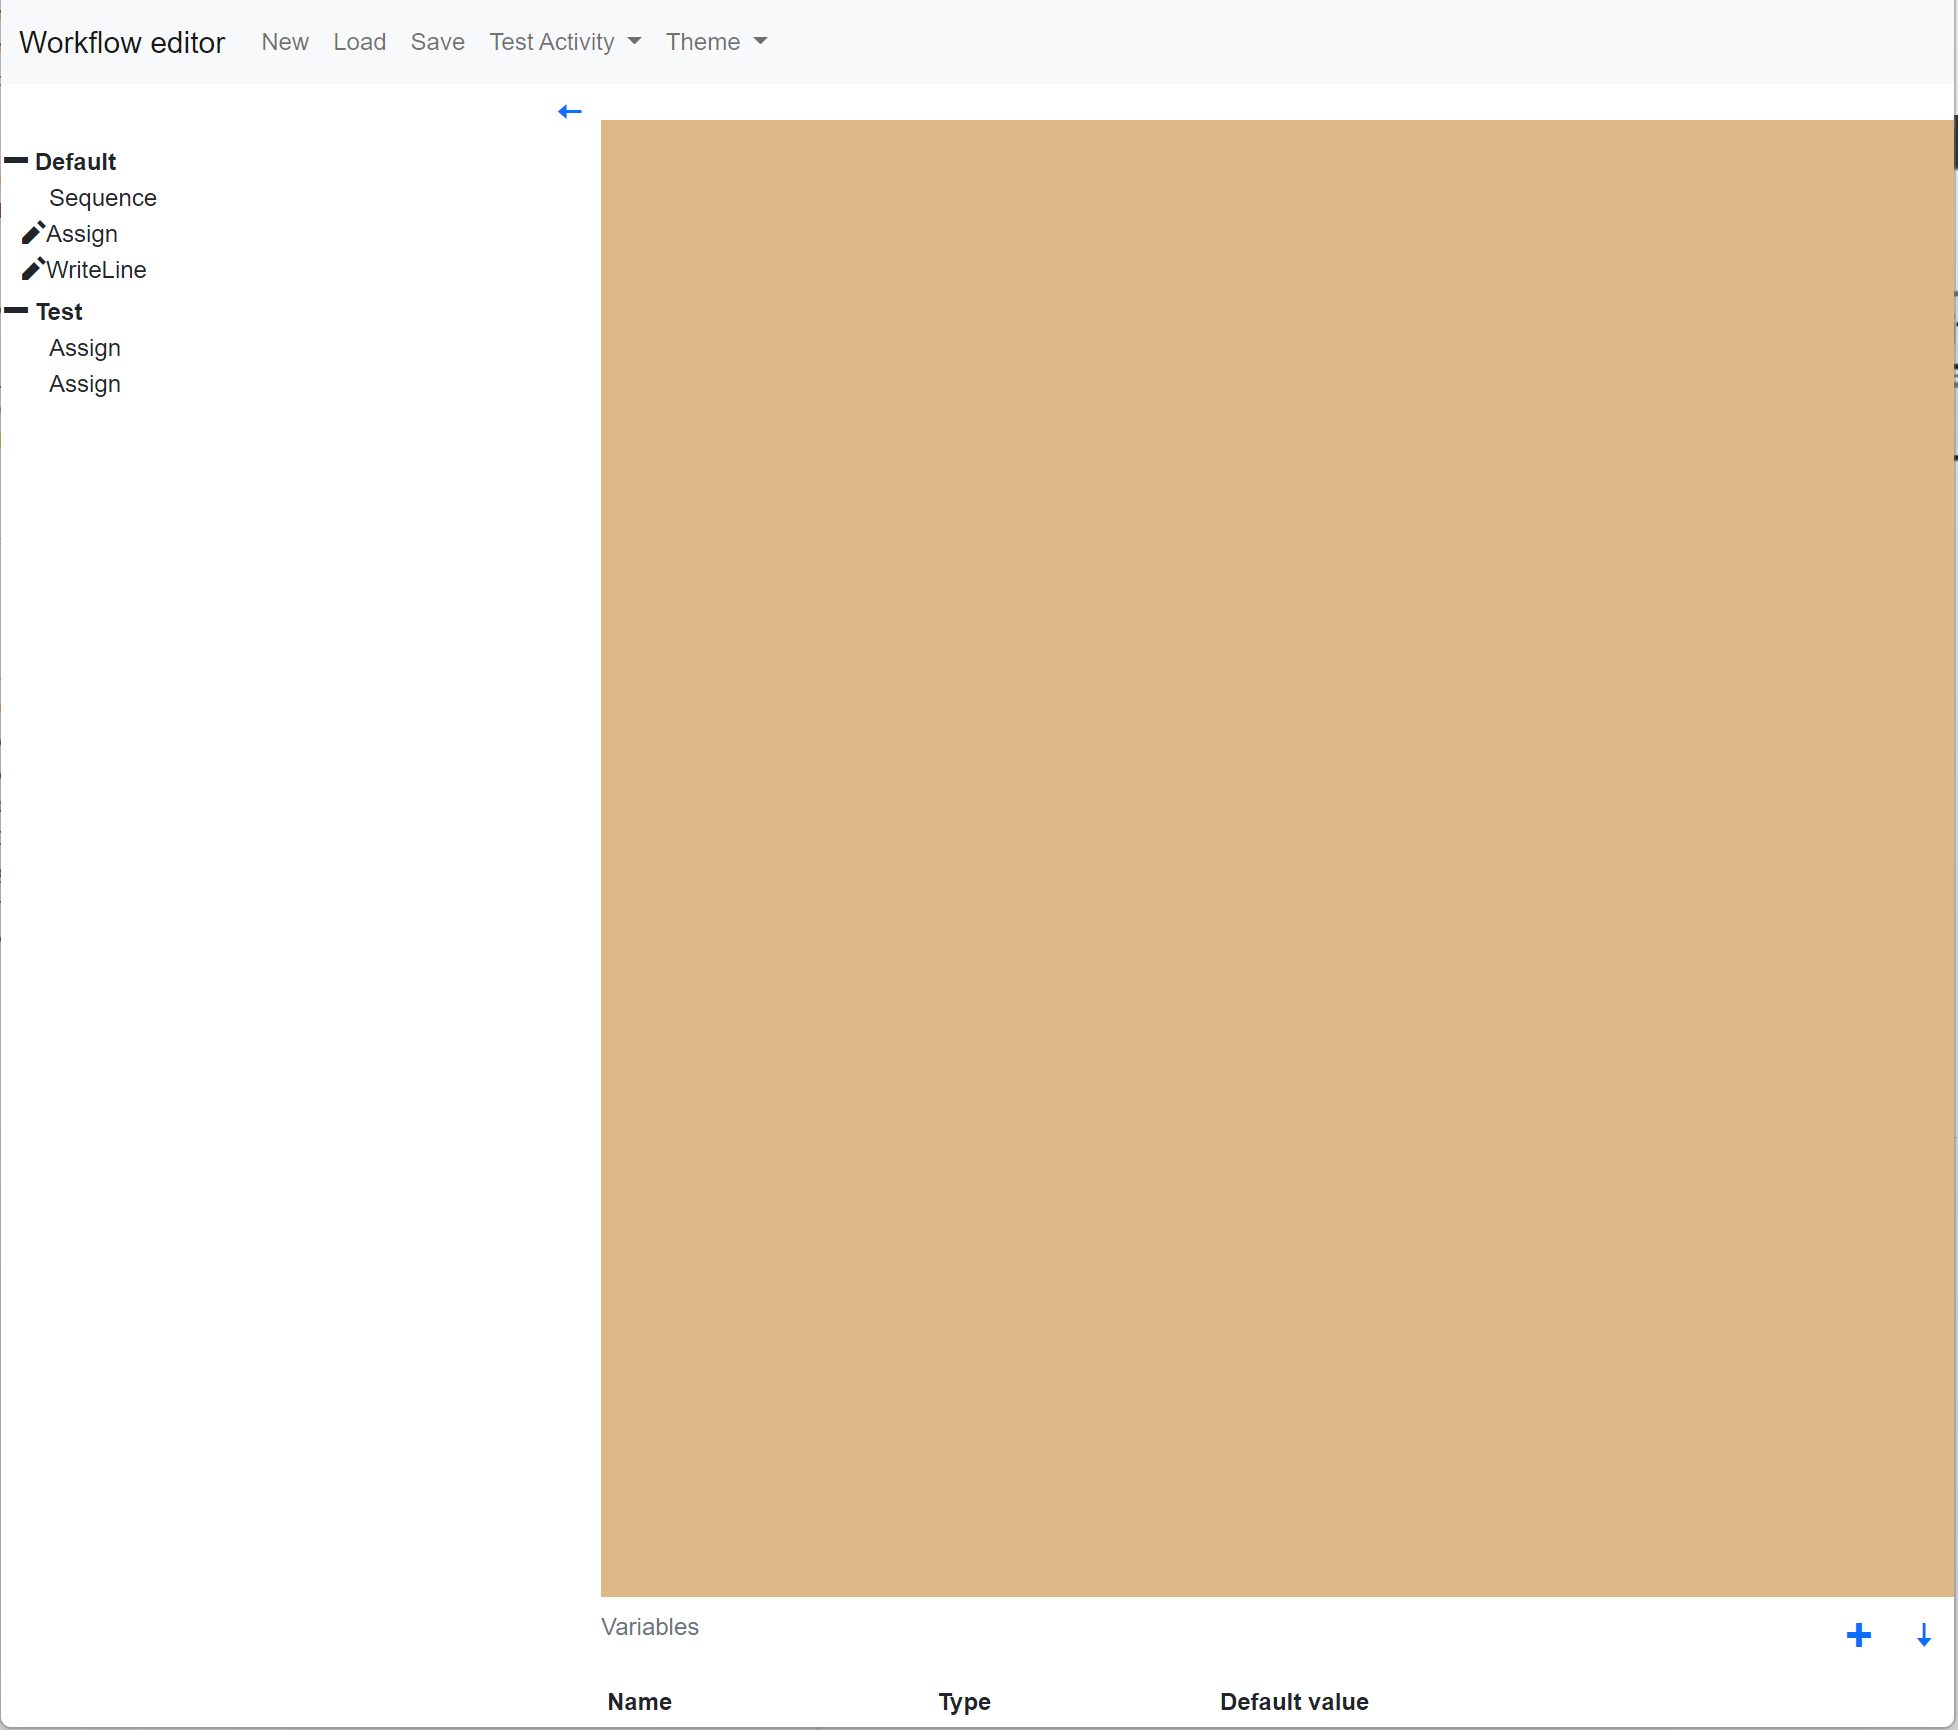 Workflow editor New Load Save Test Activity Theme
Default
Sequence
Assign
WriteLine
Test
Assign
Assign
Variables
Name Type Default value